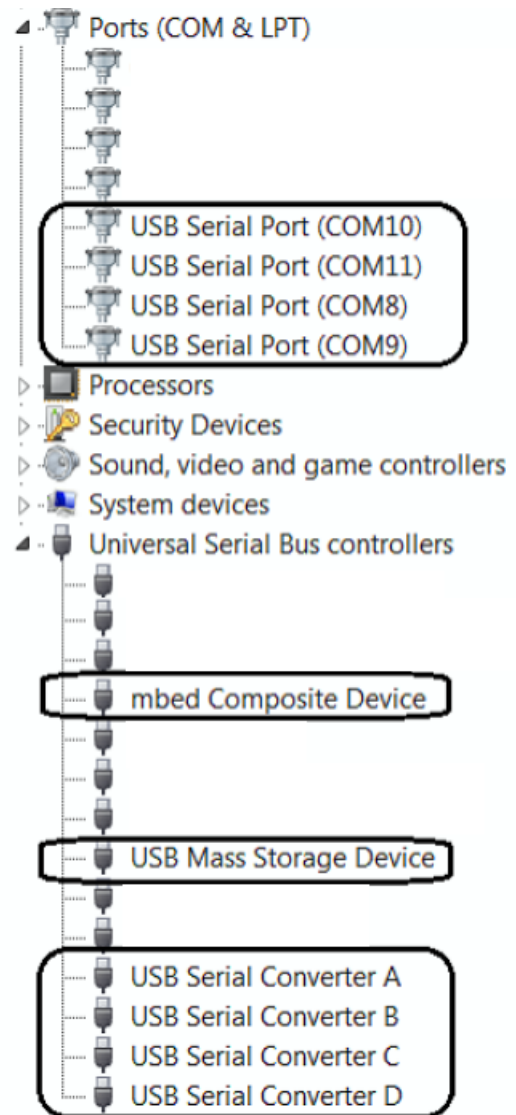 Ports (COM & LPT)
USB Serial Port (COM10)
USB Serial Port (COM11)
USB Serial Port (COM8)
USB Serial Port (COM9)
Processors
Security Devices
Sound, video and game controllers
System devices
Universal Serial Bus controllers
mbed Composite Device
USB Mass Storage Device
USB Serial Converter A
USB Serial Converter B
USB Serial Converter C
USB Serial Converter D